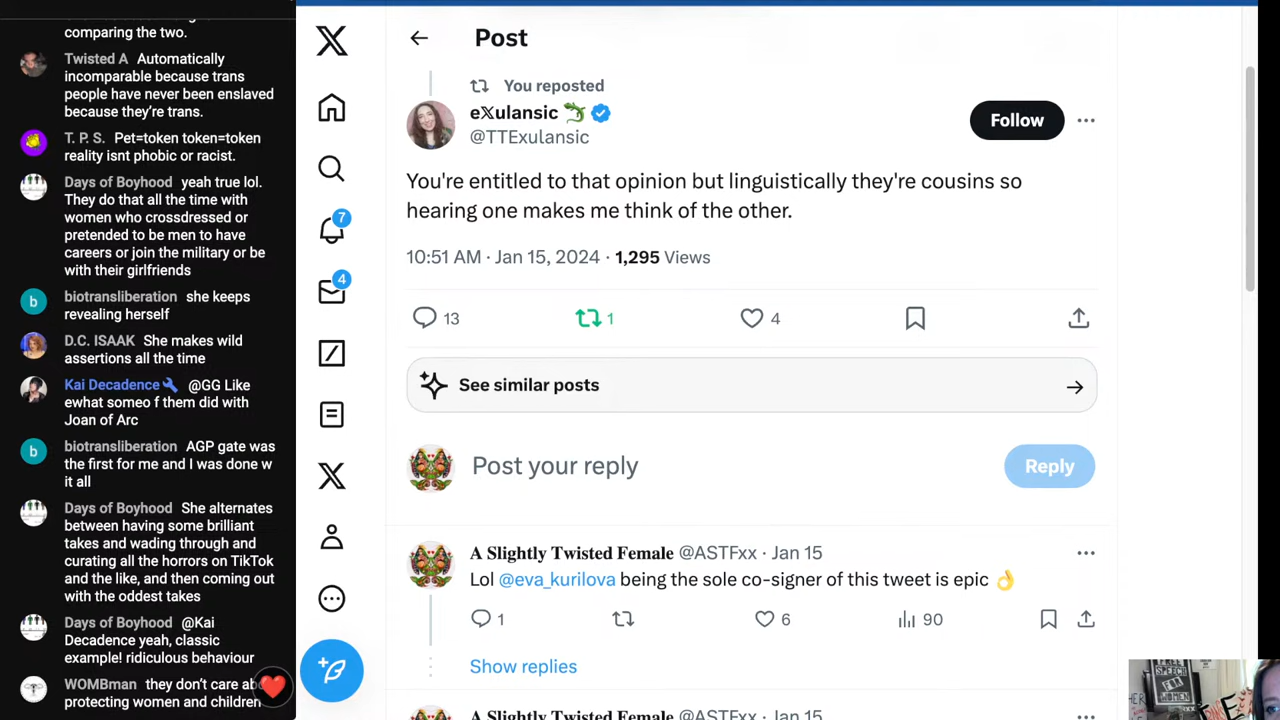 comparing the two.
Twisted A Automatically
incomparable because trans
people have never been enslaved
because they're trans.
T. P. S. Pet=token token=token
reality isnt phobic or racist.
Days of Boyhood yeah true lol.
They do that all the time with
women who crossdressed or
pretended to be men to have
careers or join the military or be
with their girlfriends
b
biotransliberation she keeps
revealing herself
D.C. ISAAK She makes wild
assertions all the time
Kai Decadence @GG Like
ewhat someo f them did with
Joan of Arc
b
biotransliberation AGP gate was
the first for me and I was done w
it all
Days of Boyhood She alternates
between having some brilliant
takes and wading through and
curating all the horrors on TikTok
and the like, and then coming out
with the oddest takes
Days of Boyhood @Kai
Decadence yeah, classic
example! ridiculous behaviour
WOMBman they don't care
protecting women and children
7
4
Post
You reposted
e𝕏ulansic
@TTExulansic
Follow
You're entitled to that opinion but linguistically they're cousins so
hearing one makes me think of the other.
10:51 AM · Jan 15, 2024 · 1,295 Views
13 1 4
See similar posts
Post your reply
Reply
A Slightly Twisted Female @ASTFxx · Jan 15
Lol @eva_kurilova being the sole co-signer of this tweet is epic 👌
1 6 90
Show replies
A Slightly Twisted Female @ASTFxx · Jan 15
FREE
SPEECH
FOR
WOMEN